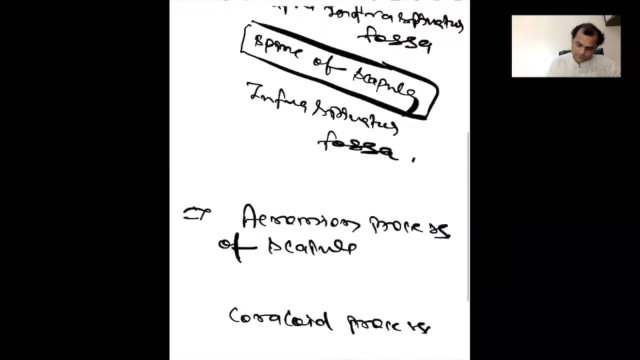 fossa
spine of scapula
Infraspinatus
fossa.
Acromion process
of scapula
Coracoid process